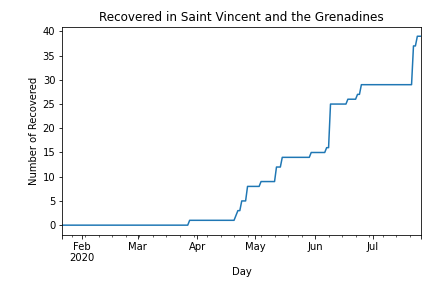 Recovered in Saint Vincent and the Grenadines
40
35
30
25
20
15
10
5
0
Number of Recovered
Feb Mar Apr May Jun Jul
2020
Day